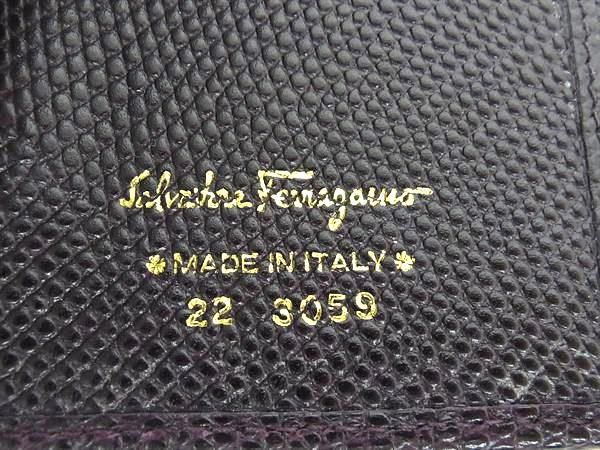 Salvatore Ferragamo
* MADE IN ITALY *
22 3059